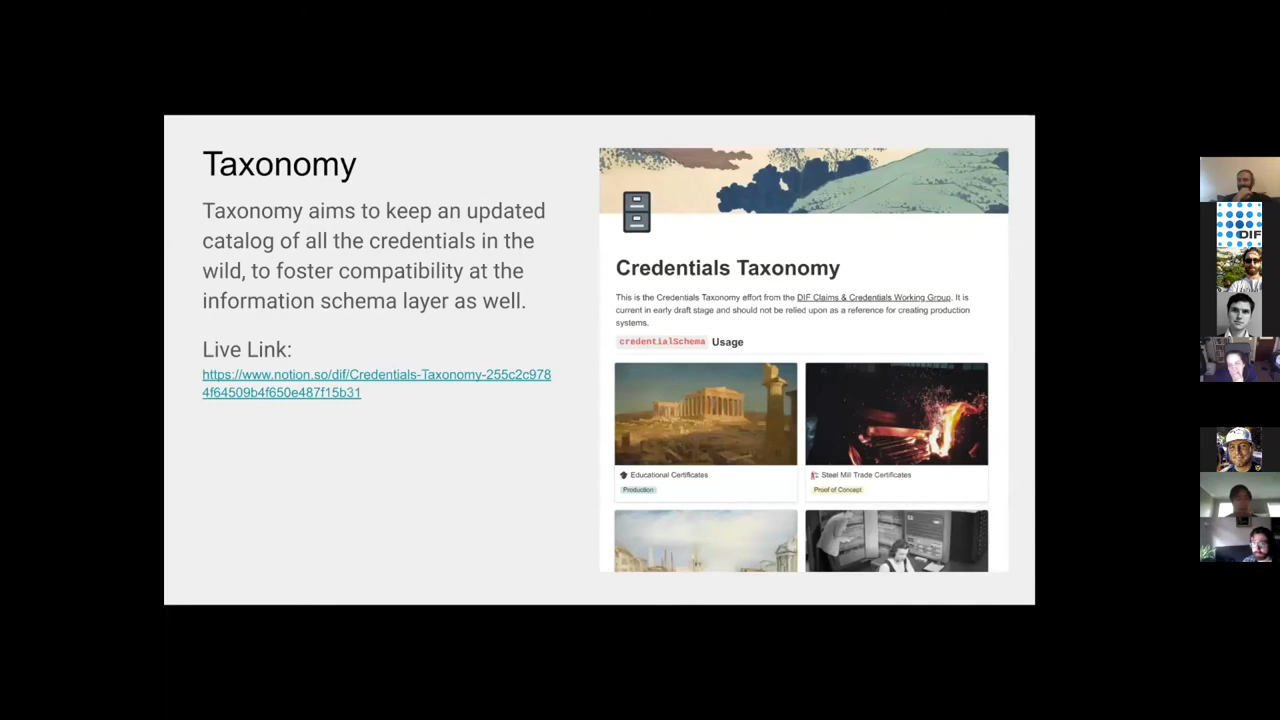 Taxonomy
Taxonomy aims to keep an updated
catalog of all the credentials in the
wild, to foster compatibility at the
information schema layer as well.
Live Link:
https://www.notion.so/dif/Credentials-Taxonomy-255c2c978
4f64509b4f650e487f15b31
Credentials Taxonomy
This is the Credentials Taxonomy effort from the DIF Claims & Credentials Working Group. It is
current in early draft stage and should not be relied upon as a reference for creating production
systems.
credentialSchema Usage
Educational Certificates
Production
Steel Mill Trade Certificates
Proof of Concept
DIF